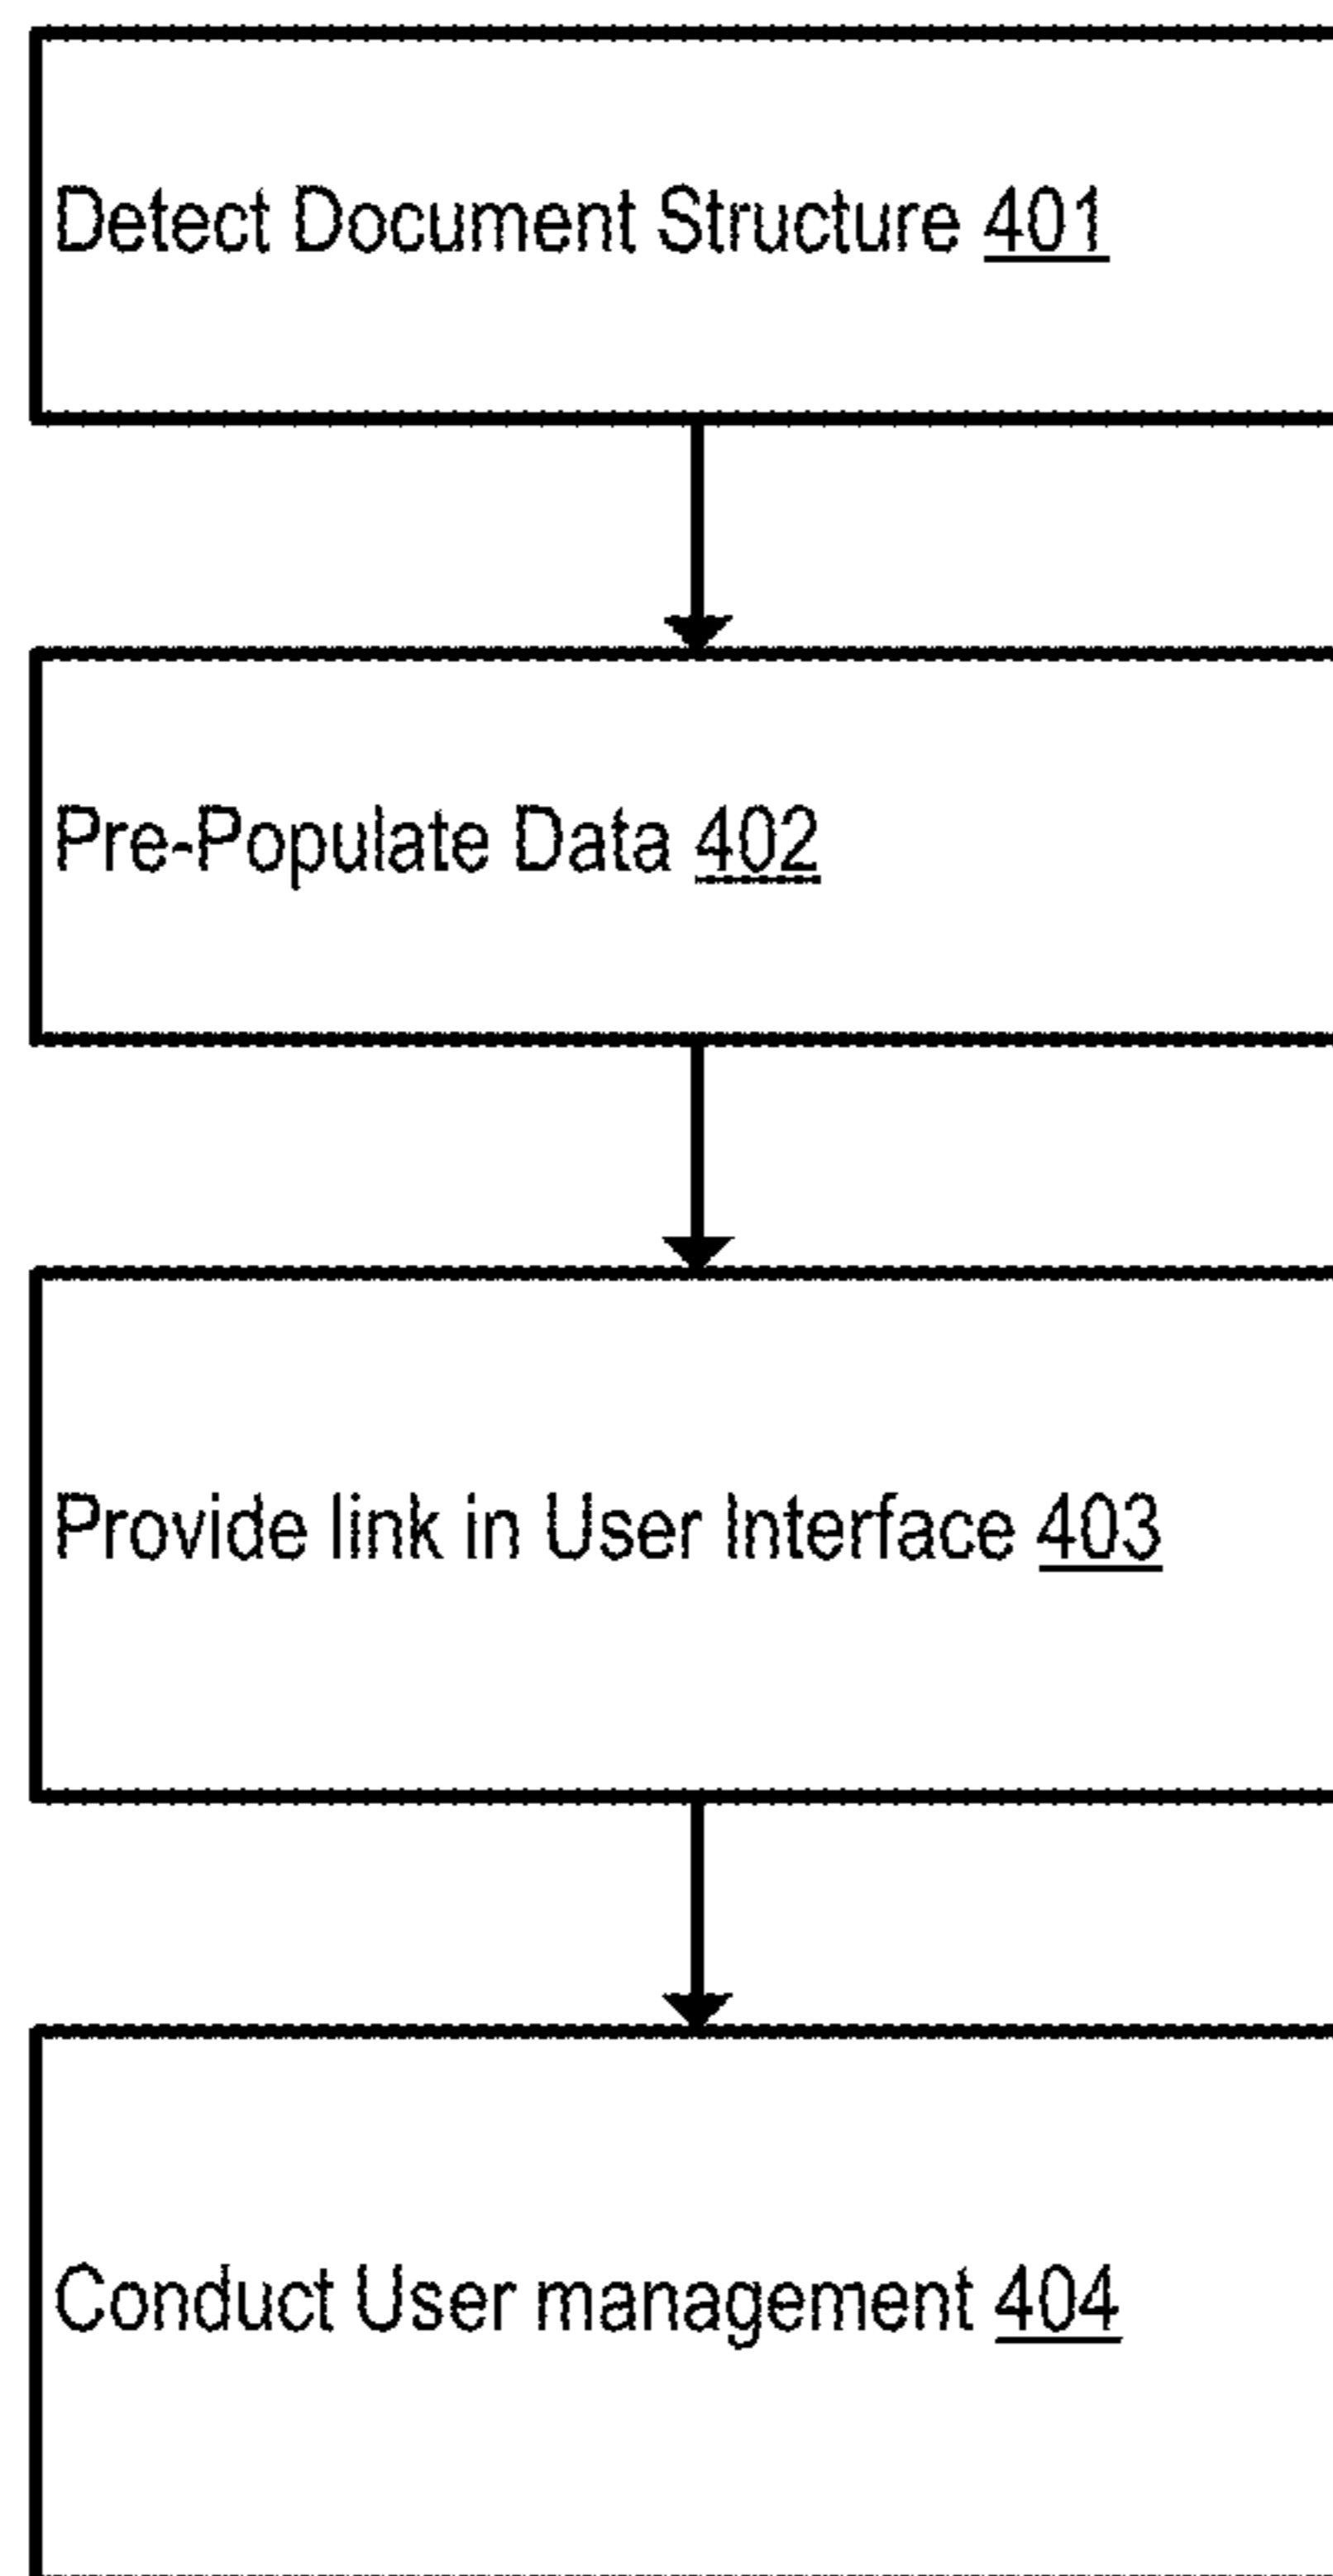 Detect Document Structure 401
Pre-Populate Data 402
Provide link in User Interface 403
Conduct User management 404